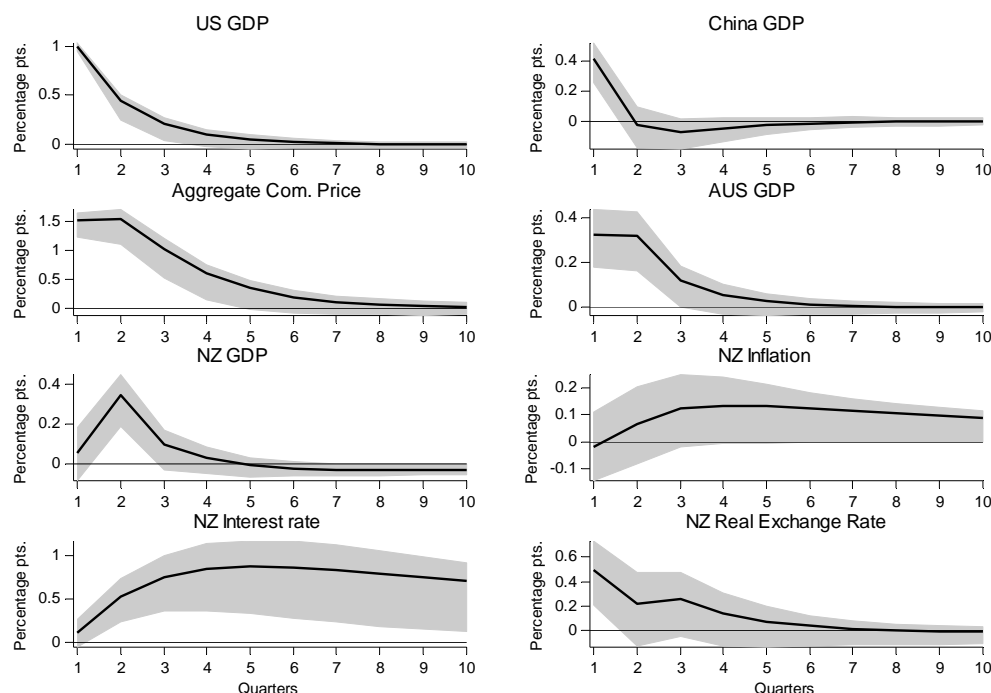 US GDP
Percentage pts.
1
0.5
0
1 2 3 4 5 6 7 8 9 10
China GDP
Percentage pts.
0.4
0.2
0
1 2 3 4 5 6 7 8 9 10
Aggregate Com. Price
Percentage pts.
1.5
1
0.5
0
1 2 3 4 5 6 7 8 9 10
AUS GDP
Percentage pts.
0.4
0.2
0
1 2 3 4 5 6 7 8 9 10
NZ GDP
Percentage pts.
0.4
0.2
0
1 2 3 4 5 6 7 8 9 10
NZ Inflation
Percentage pts.
0.2
0.1
0
-0.1
1 2 3 4 5 6 7 8 9 10
NZ Interest rate
Percentage pts.
1
0.5
0
1 2 3 4 5 6 7 8 9 10
Quarters
NZ Real Exchange Rate
Percentage pts.
0.6
0.4
0.2
0
1 2 3 4 5 6 7 8 9 10
Quarters